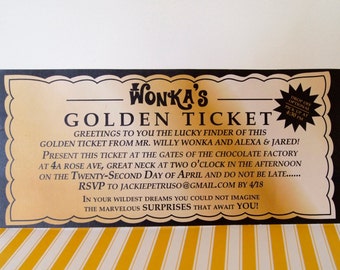 WONKA'S
GOLDEN TICKET
GREETINGS TO YOU THE LUCKY FINDER OF THIS
GOLDEN TICKET FROM MR. WILLY WONKA AND ALEXA & JARED!
PRESENT THIS TICKET AT THE GATES OF THE CHOCOLATE FACTORY
AT 4A ROSE AVE, GREAT NECK AT TWO O'CLOCK IN THE AFTERNOON
ON THE TWENTY-SECOND DAY OF APRIL AND DO NOT BE LATE......
RSVP TO JACKIEPETRUSO@GMAIL.COM BY 4/18
IN YOUR WILDEST DREAMS YOU COULD NOT IMAGINE
THE MARVELOUS SURPRISES THAT AWAIT YOU!